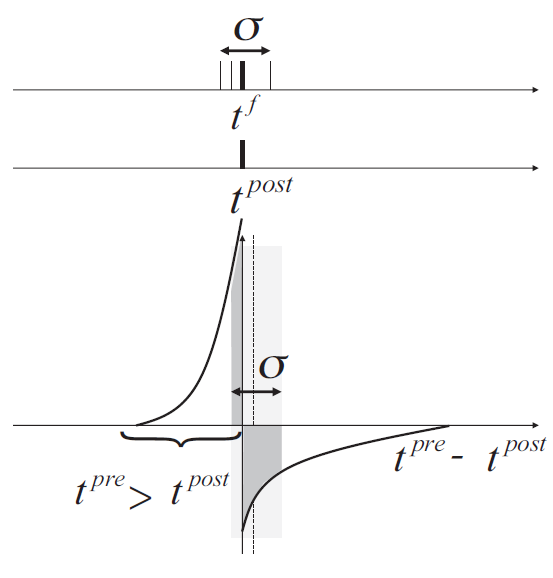 σ
t^f
t^post
σ
t^pre - t^post
t^pre > t^post